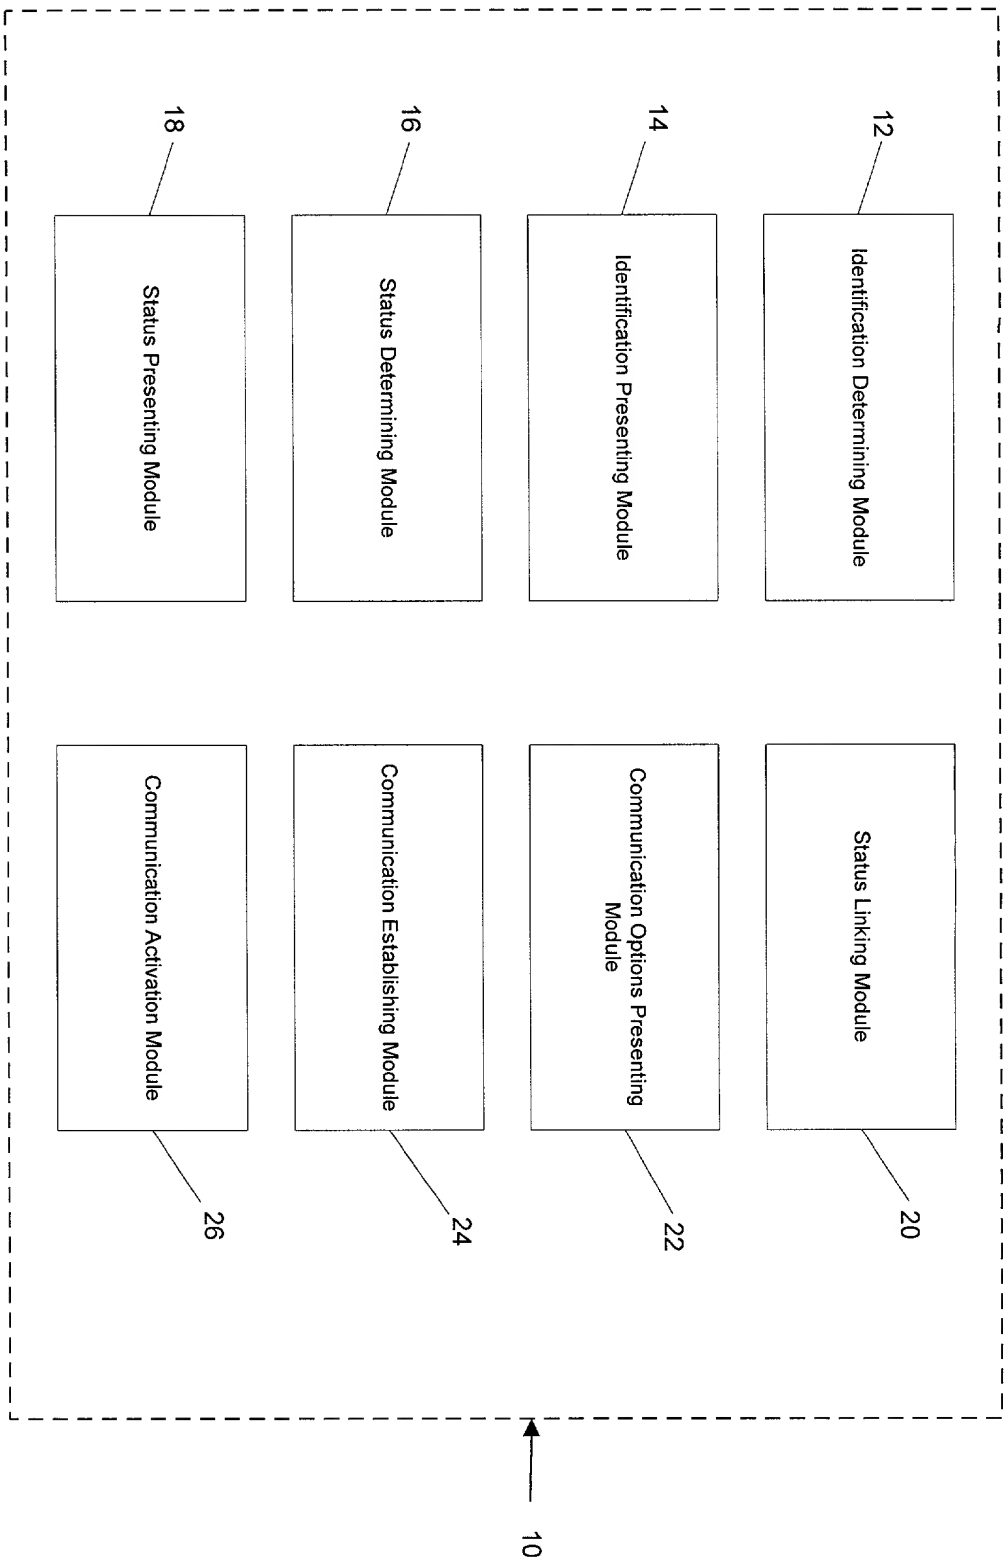 12
Identification Determining Module
14
Identification Presenting Module
16
Status Determining Module
18
Status Presenting Module
Status Linking Module
20
Communication Options Presenting
Module
22
Communication Establishing Module
24
Communication Activation Module
26
10